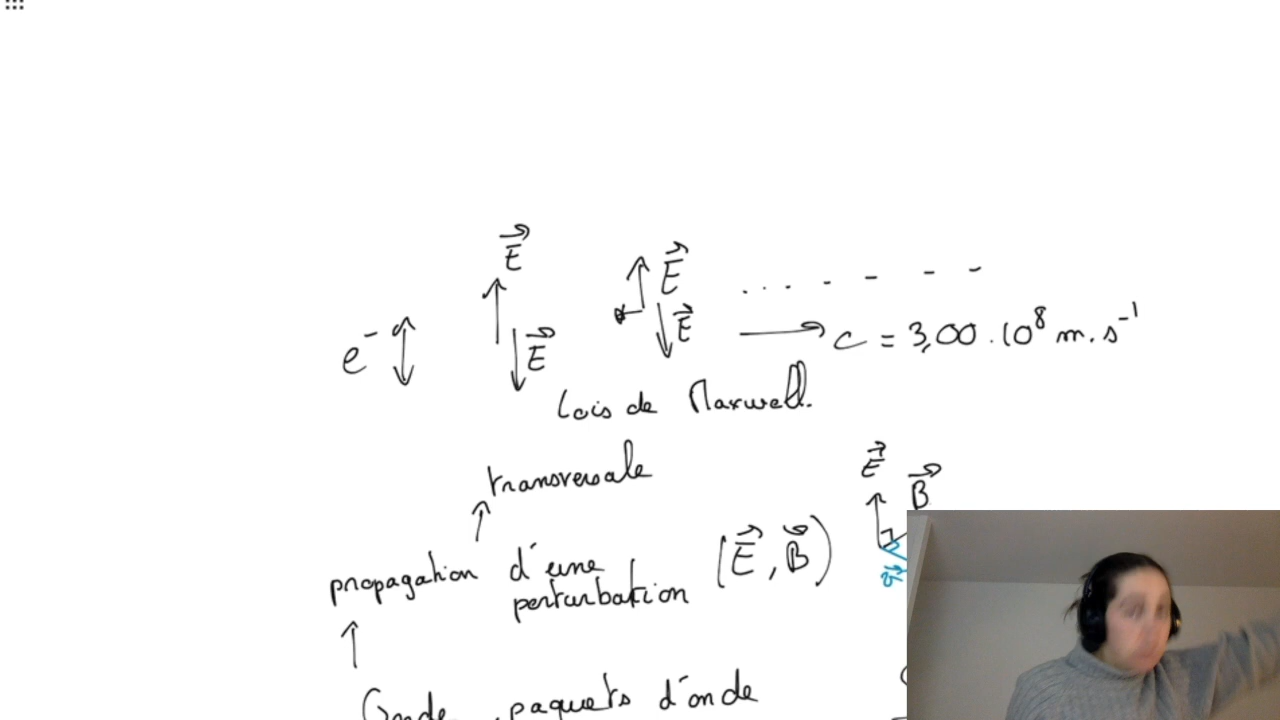 E E
e⁻ E E c = 3,00 . 10⁸ m . s⁻¹
Lois de Maxwell.
transversale E B
propagation d'une (E, B)
perturbation
Onde paquets d'onde